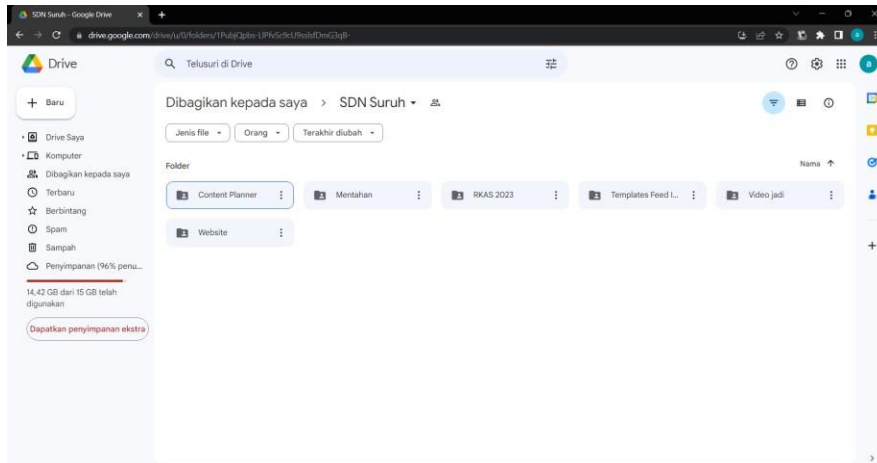 SDN Suruh - Google Drive
drive.google.com/drive/u/0/folders/
Drive
Telusuri di Drive
a
Baru
Dibagikan kepada saya > SDN Suruh
Jenis file
Orang
Terakhir diubah
Drive Saya
Komputer
Dibagikan kepada saya
Terbaru
Berbintang
Spam
Sampah
Penyimpanan (96% penu...
14,42 GB dari 15 GB telah
digunakan
Dapatkan penyimpanan ekstra
Folder
Nama
Content Planner
Mentahan
RKAS 2023
Templates Feed I...
Video jadi
Website